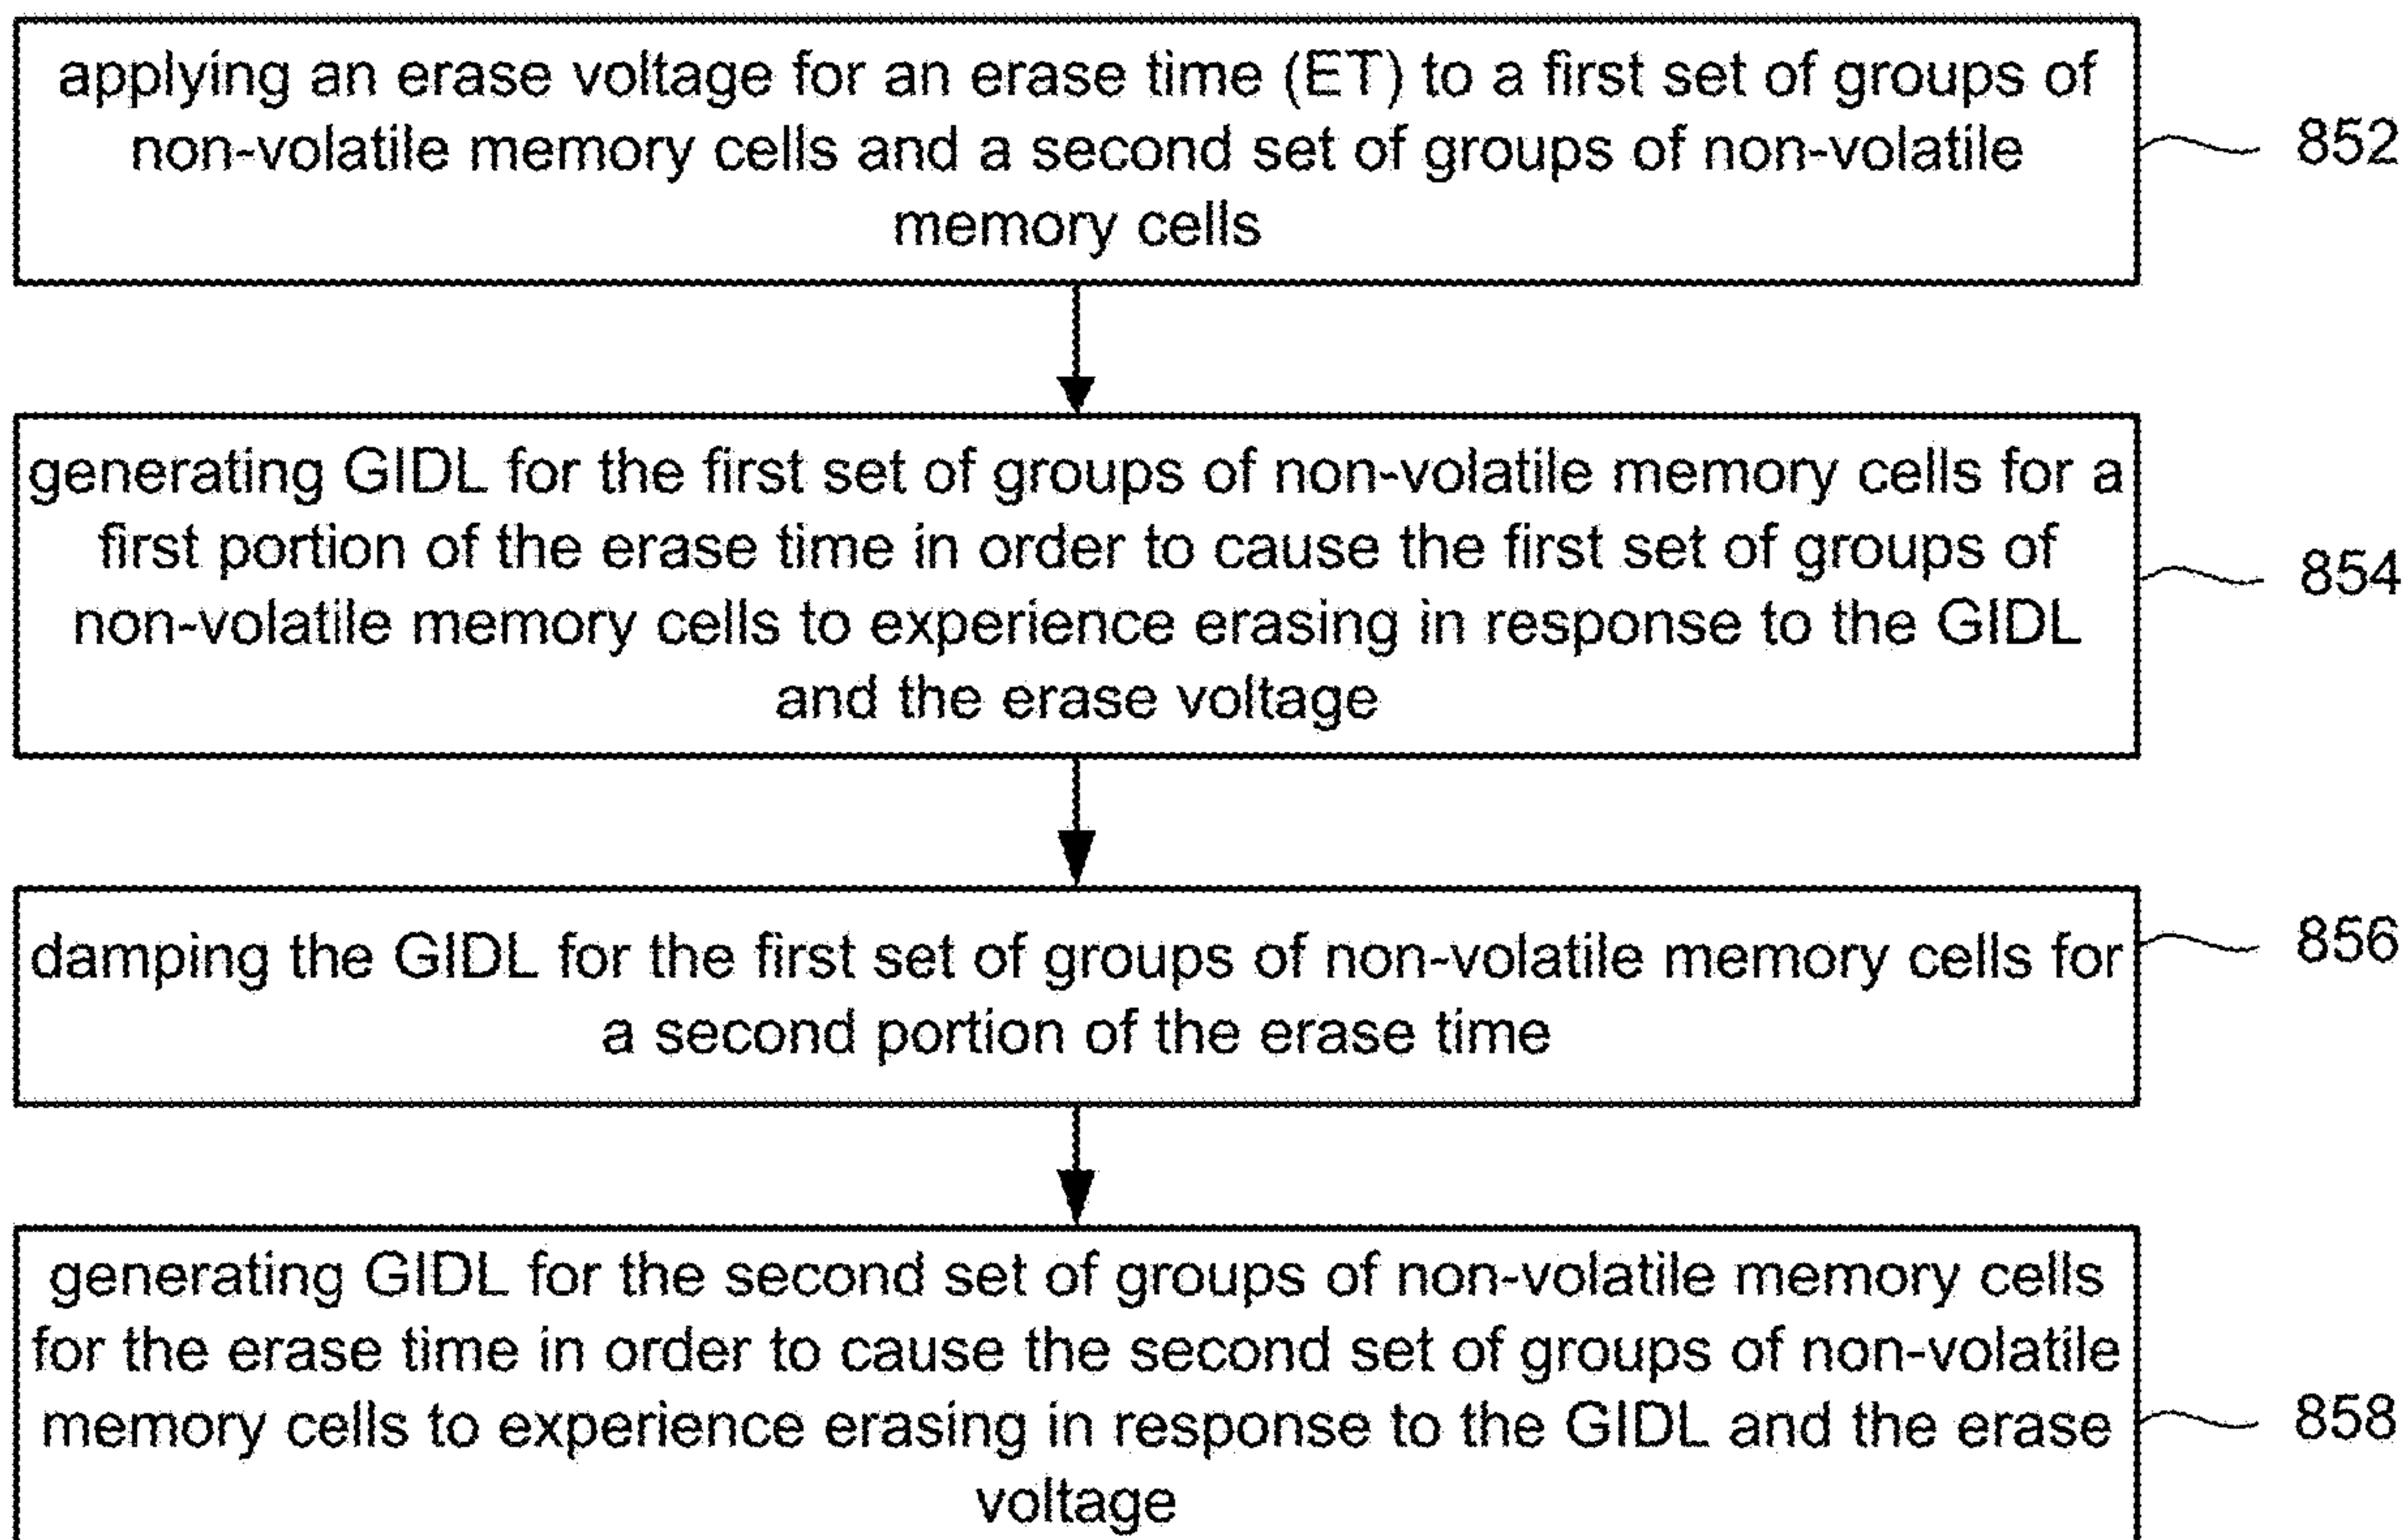 applying an erase voltage for an erase time (ET) to a first set of groups of
non-volatile memory cells and a second set of groups of non-volatile
memory cells
852
generating GIDL for the first set of groups of non-volatile memory cells for a
first portion of the erase time in order to cause the first set of groups of
non-volatile memory cells to experience erasing in response to the GIDL
and the erase voltage
854
damping the GIDL for the first set of groups of non-volatile memory cells for
a second portion of the erase time
856
generating GIDL for the second set of groups of non-volatile memory cells
for the erase time in order to cause the second set of groups of non-volatile
memory cells to experience erasing in response to the GIDL and the erase
voltage
858